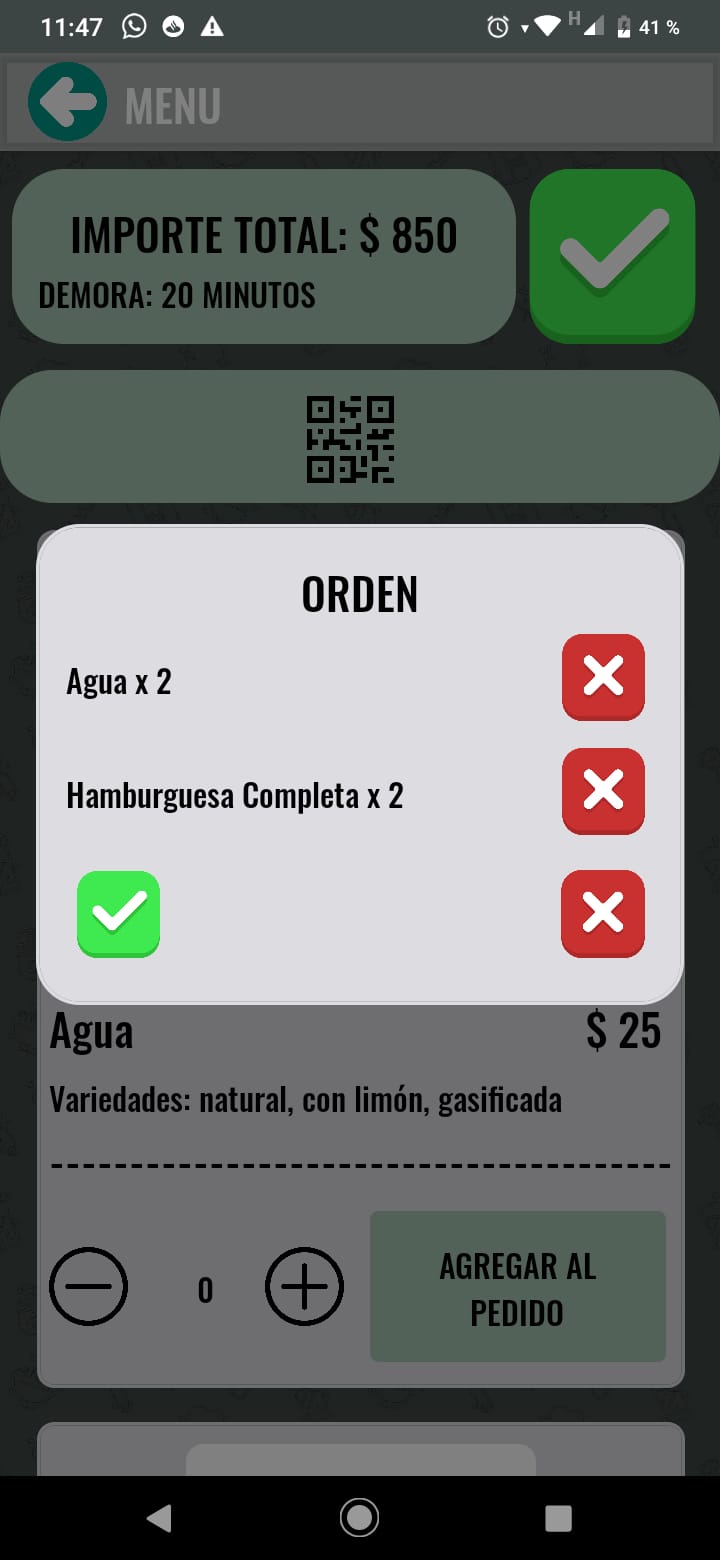 11:47
H
41 %
MENU
IMPORTE TOTAL: $ 850
DEMORA: 20 MINUTOS
ORDEN
Agua x 2
Hamburguesa Completa x 2
Agua
$ 25
Variedades: natural, con limón, gasificada
0
AGREGAR AL
PEDIDO